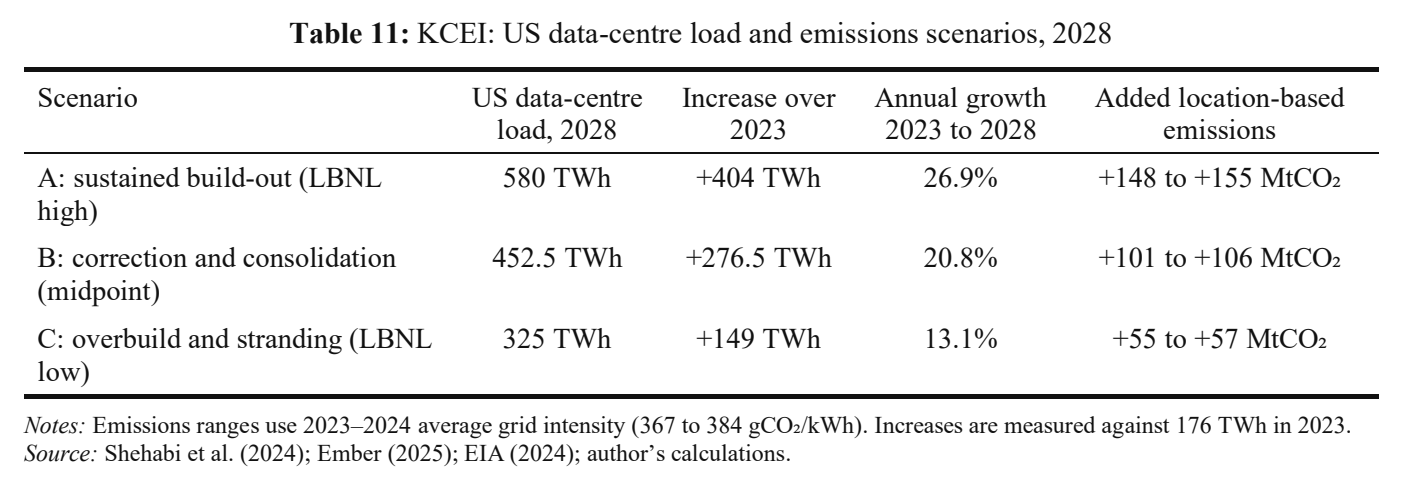 Table 11: KCEI: US data-centre load and emissions scenarios, 2028
Scenario
US data-centre load, 2028
Increase over 2023
Annual growth 2023 to 2028
Added location-based emissions
A: sustained build-out (LBNL high)
580 TWh
+404 TWh
26.9%
+148 to +155 MtCO₂
B: correction and consolidation (midpoint)
452.5 TWh
+276.5 TWh
20.8%
+101 to +106 MtCO₂
C: overbuild and stranding (LBNL low)
325 TWh
+149 TWh
13.1%
+55 to +57 MtCO₂
Notes: Emissions ranges use 2023–2024 average grid intensity (367 to 384 gCO₂/kWh). Increases are measured against 176 TWh in 2023.
Source: Shehabi et al. (2024); Ember (2025); EIA (2024); author’s calculations.